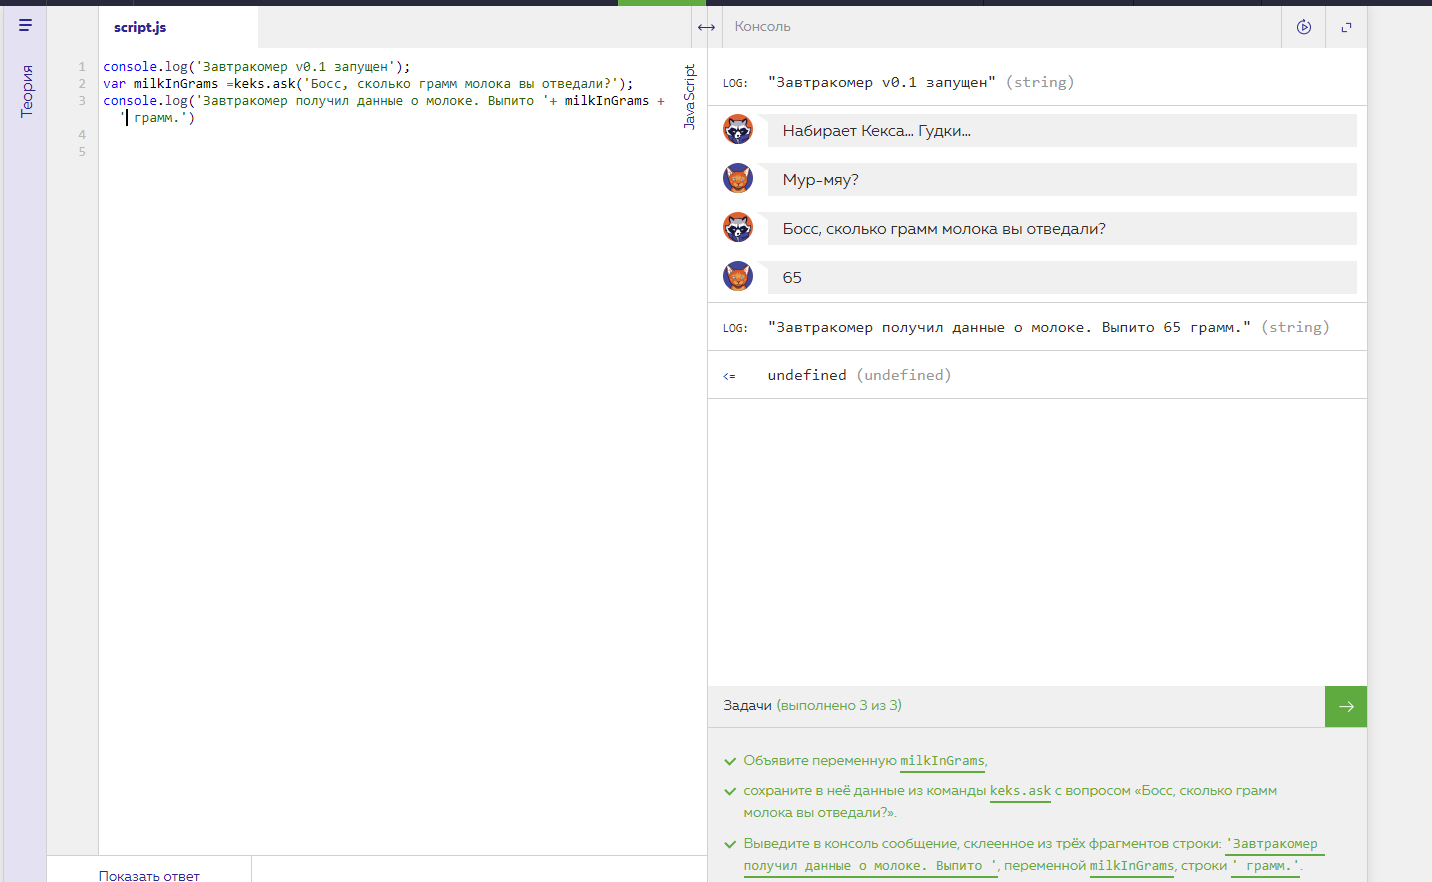 script.js
Консоль
Теория
1 console.log('Завтракомер v0.1 запущен');
2 var milkInGrams =keks.ask('Босс, сколько грамм молока вы отведали?');
3 console.log('Завтракомер получил данные о молоке. Выпито '+ milkInGrams +
' грамм.')
4
5
JavaScript
LOG: "Завтракомер v0.1 запущен" (string)
Набирает Кекса... Гудки...
Мур-мяу?
Босс, сколько грамм молока вы отведали?
65
LOG: "Завтракомер получил данные о молоке. Выпито 65 грамм." (string)
<= undefined (undefined)
Задачи (выполнено 3 из 3)
Объявите переменную milkInGrams,
сохраните в неё данные из команды keks.ask с вопросом «Босс, сколько грамм
молока вы отведали?».
Выведите в консоль сообщение, склеенное из трёх фрагментов строки: 'Завтракомер
получил данные о молоке. Выпито ', переменной milkInGrams, строки ' грамм.'.
Показать ответ